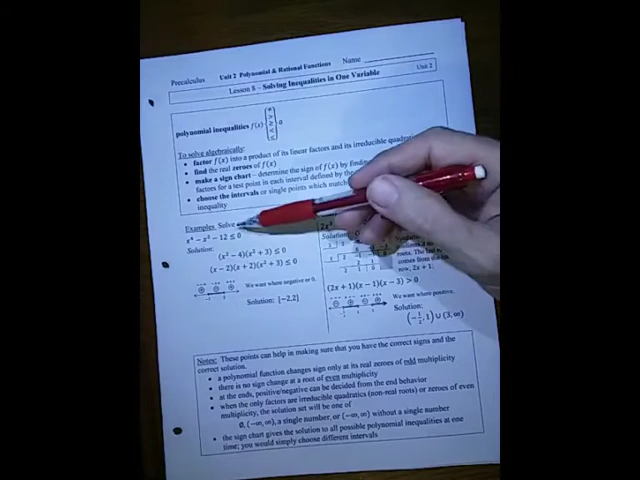 Precalculus Unit 2 Polynomial & Rational Functions Name
Lesson 8 – Solving Inequalities in One Variable Unit 2
polynomial inequalities f(x) 0
To solve algebraically:
• factor f(x) into a product of its linear factors and its irreducible quadratic
• find the real zeroes of f(x)
• make a sign chart – determine the sign of f(x) by
factors for a test point in each interval defined by the
• choose the intervals or single points which match
inequality
Examples Solve
x⁴ − x² − 12 ≤ 0
Solution:
(x² − 4)(x² + 3) ≤ 0
(x − 2)(x + 2)(x² + 3) ≤ 0
We want where negative or 0.
Solution: [−2,2]
Solution:
roots. The last
comes from the
now, 2x + 1.
(2x + 1)(x − 1)(x − 3) > 0
We want where positive.
Solution:
(−1/2, 1) ∪ (3, ∞)
Notes: These points can help in making sure that you have the correct signs and the
correct solution.
• a polynomial function changes sign only at its real zeroes of odd multiplicity
• there is no sign change at a root of even multiplicity
• at the ends, positive/negative can be decided from the end behavior
• when the only factors are irreducible quadratics (non-real roots) or zeroes of even
multiplicity, the solution set will be one of
∅, (−∞, ∞), a single number, or (−∞, ∞) without a single number
• the sign chart gives the solution to all possible polynomial inequalities at one
time; you would simply choose different intervals